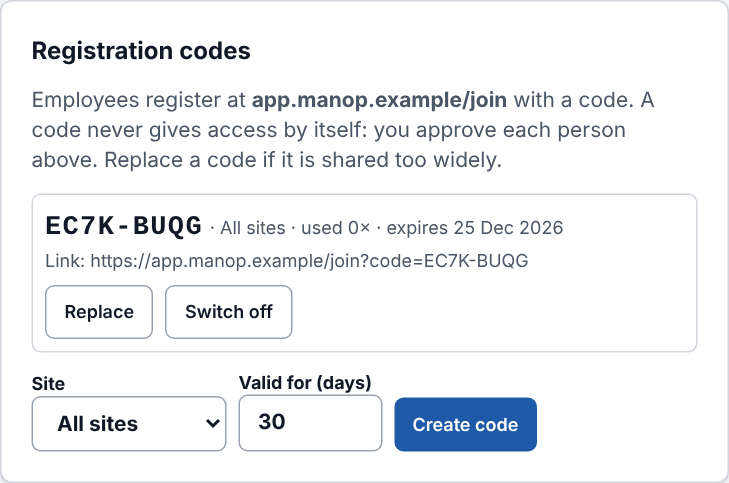 Registration codes
Employees register at app.manop.example/join with a code. A
code never gives access by itself: you approve each person
above. Replace a code if it is shared too widely.
EC7K-BUQG · All sites · used 0× · expires 25 Dec 2026
Link: https://app.manop.example/join?code=EC7K-BUQG
Replace Switch off
Site Valid for (days)
All sites 30 Create code